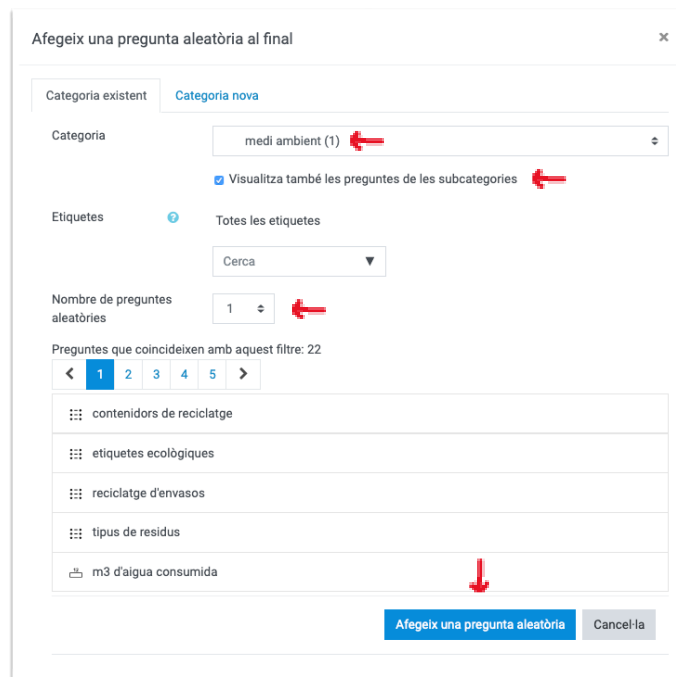 Afegeix una pregunta aleatòria al final ×
Categoria existent Categoria nova
Categoria medi ambient (1)
Visualitza també les preguntes de les subcategories
Etiquetes ? Totes les etiquetes
Cerca ▼
Nombre de preguntes
aleatòries 1
Preguntes que coincideixen amb aquest filtre: 22
1 2 3 4 5
contenidors de reciclatge
etiquetes ecològiques
reciclatge d'envasos
tipus de residus
m3 d'aigua consumida
Afegeix una pregunta aleatòria Cancel·la